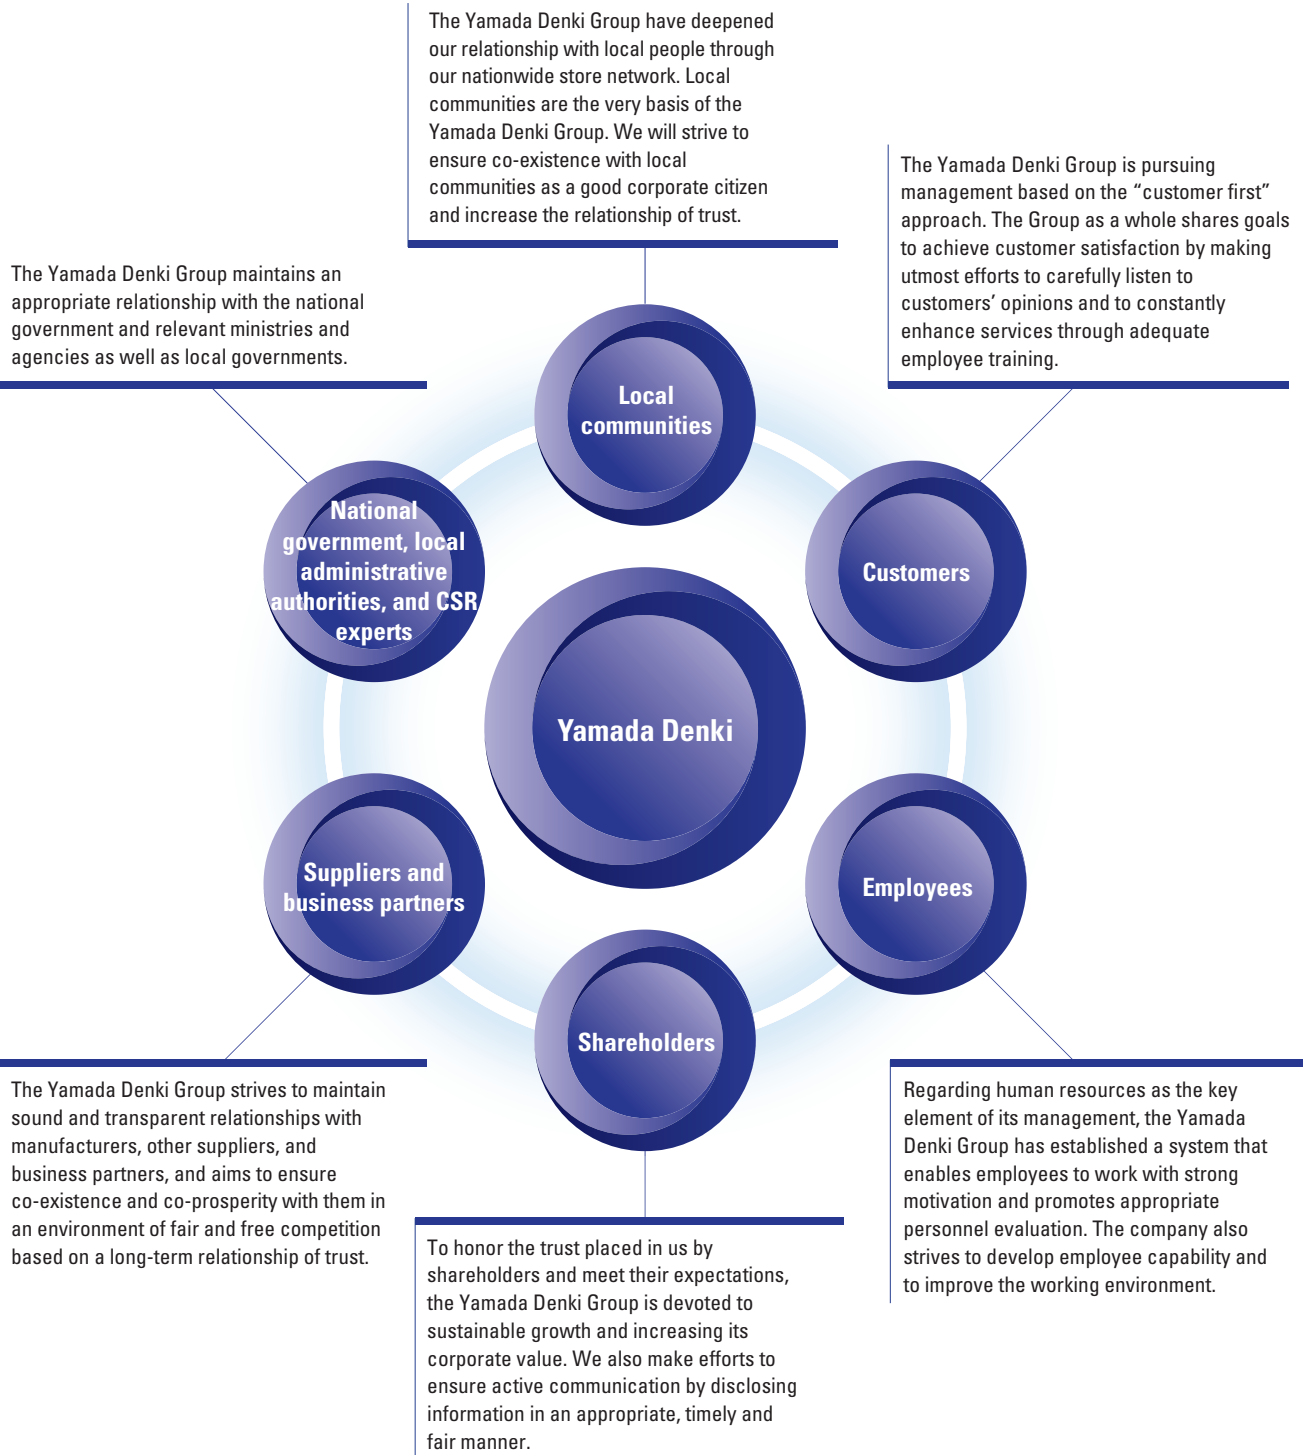 The Yamada Denki Group have deepened
our relationship with local people through
our nationwide store network. Local
communities are the very basis of the
Yamada Denki Group. We will strive to
ensure co-existence with local
communities as a good corporate citizen
and increase the relationship of trust.
The Yamada Denki Group is pursuing
management based on the “customer first”
approach. The Group as a whole shares goals
to achieve customer satisfaction by making
utmost efforts to carefully listen to
customers’ opinions and to constantly
enhance services through adequate
employee training.
The Yamada Denki Group maintains an
appropriate relationship with the national
government and relevant ministries and
agencies as well as local governments.
Local
communities
National
government, local
administrative
authorities, and CSR
experts
Customers
Yamada Denki
Suppliers and
business partners
Employees
Shareholders
The Yamada Denki Group strives to maintain
sound and transparent relationships with
manufacturers, other suppliers, and
business partners, and aims to ensure
co-existence and co-prosperity with them in
an environment of fair and free competition
based on a long-term relationship of trust.
Regarding human resources as the key
element of its management, the Yamada
Denki Group has established a system that
enables employees to work with strong
motivation and promotes appropriate
personnel evaluation. The company also
strives to develop employee capability and
to improve the working environment.
To honor the trust placed in us by
shareholders and meet their expectations,
the Yamada Denki Group is devoted to
sustainable growth and increasing its
corporate value. We also make efforts to
ensure active communication by disclosing
information in an appropriate, timely and
fair manner.